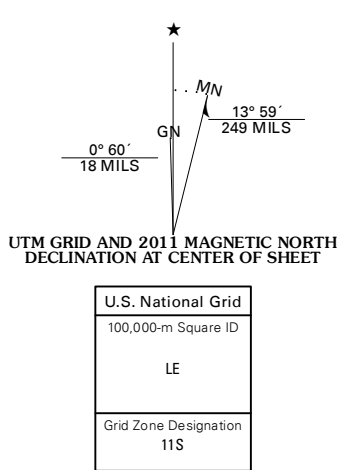 ★
MN
13° 59´
249 MILS
GN
0° 60´
18 MILS
UTM GRID AND 2011 MAGNETIC NORTH
DECLINATION AT CENTER OF SHEET
U.S. National Grid
100,000-m Square ID
LE
Grid Zone Designation
11S